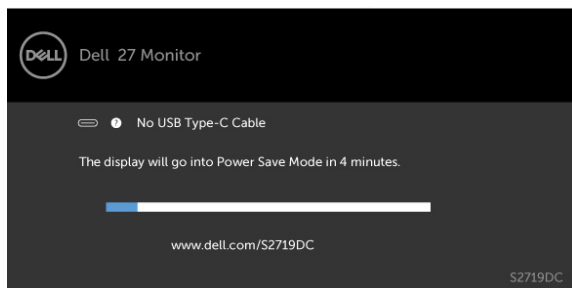 DELL
Dell 27 Monitor
? No USB Type-C Cable
The display will go into Power Save Mode in 4 minutes.
www.dell.com/S2719DC
S2719DC